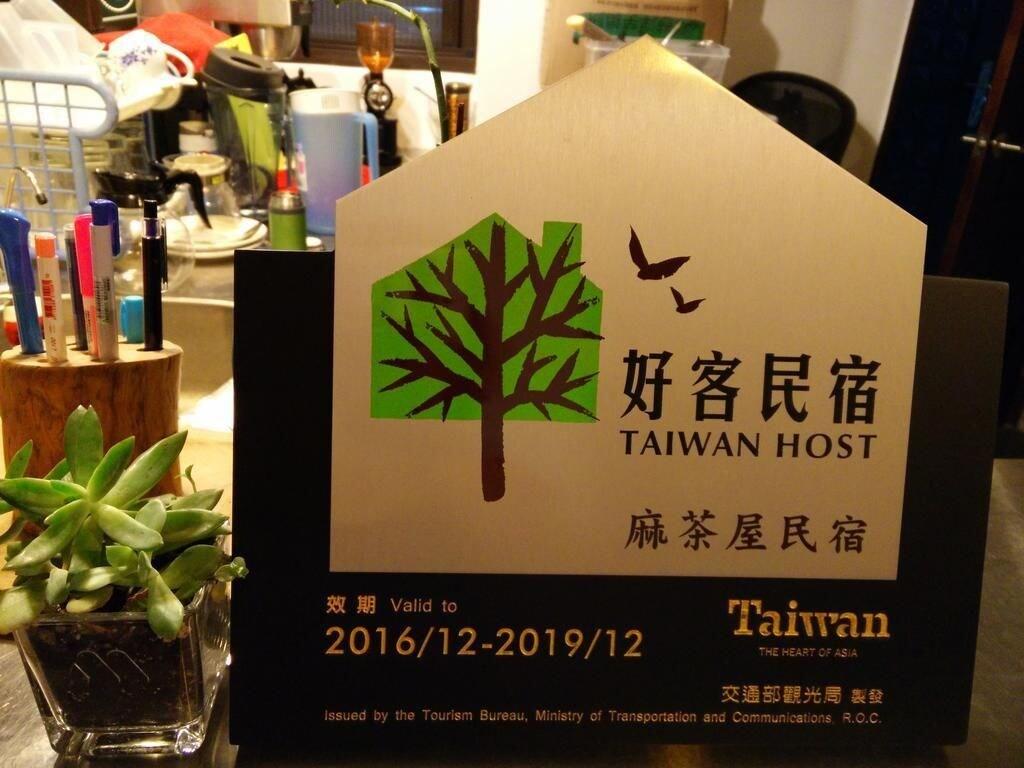 好客民宿
TAIWAN HOST
麻茶屋民宿
效期 Valid to
2016/12-2019/12
Taiwan
THE HEART OF ASIA
交通部觀光局 製發
Issued by the Tourism Bureau, Ministry of Transportation and Communications, R.O.C.